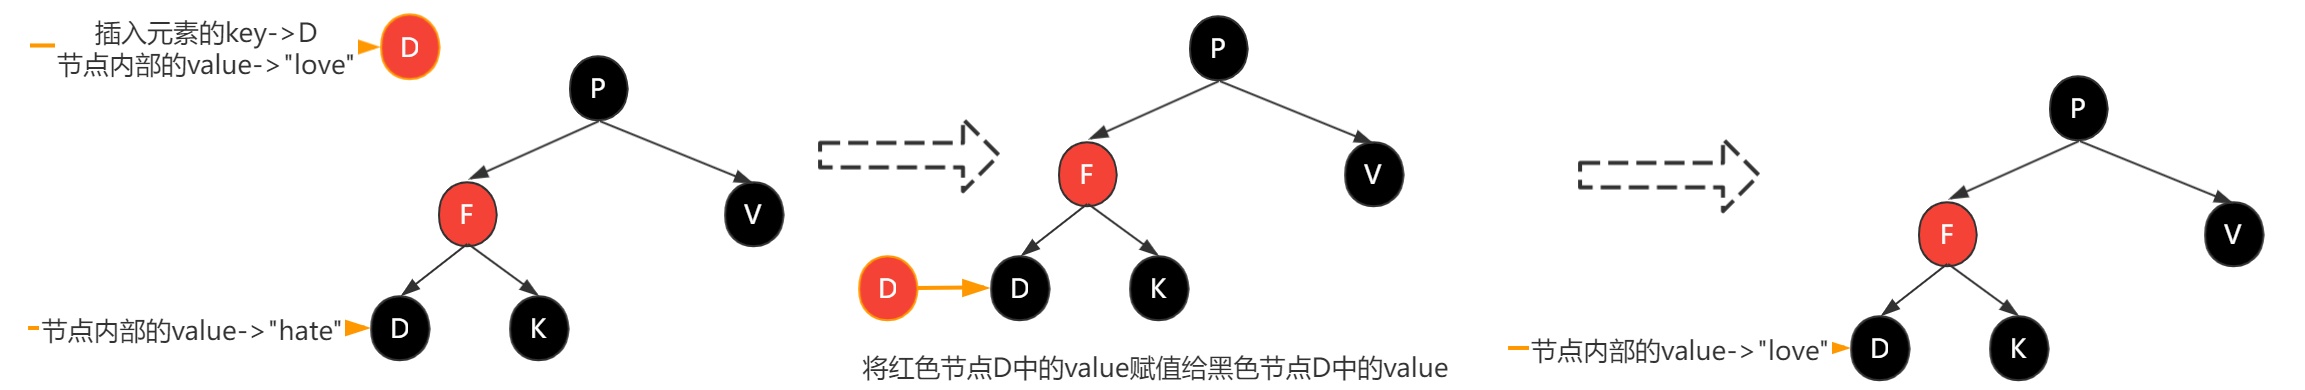 插入元素的key->D
节点内部的value->"love"
D
P
F
V
节点内部的value->"hate"
D
K
P
F
V
D
D
K
将红色节点D中的value赋值给黑色节点D中的value
P
F
V
节点内部的value->"love"
D
K